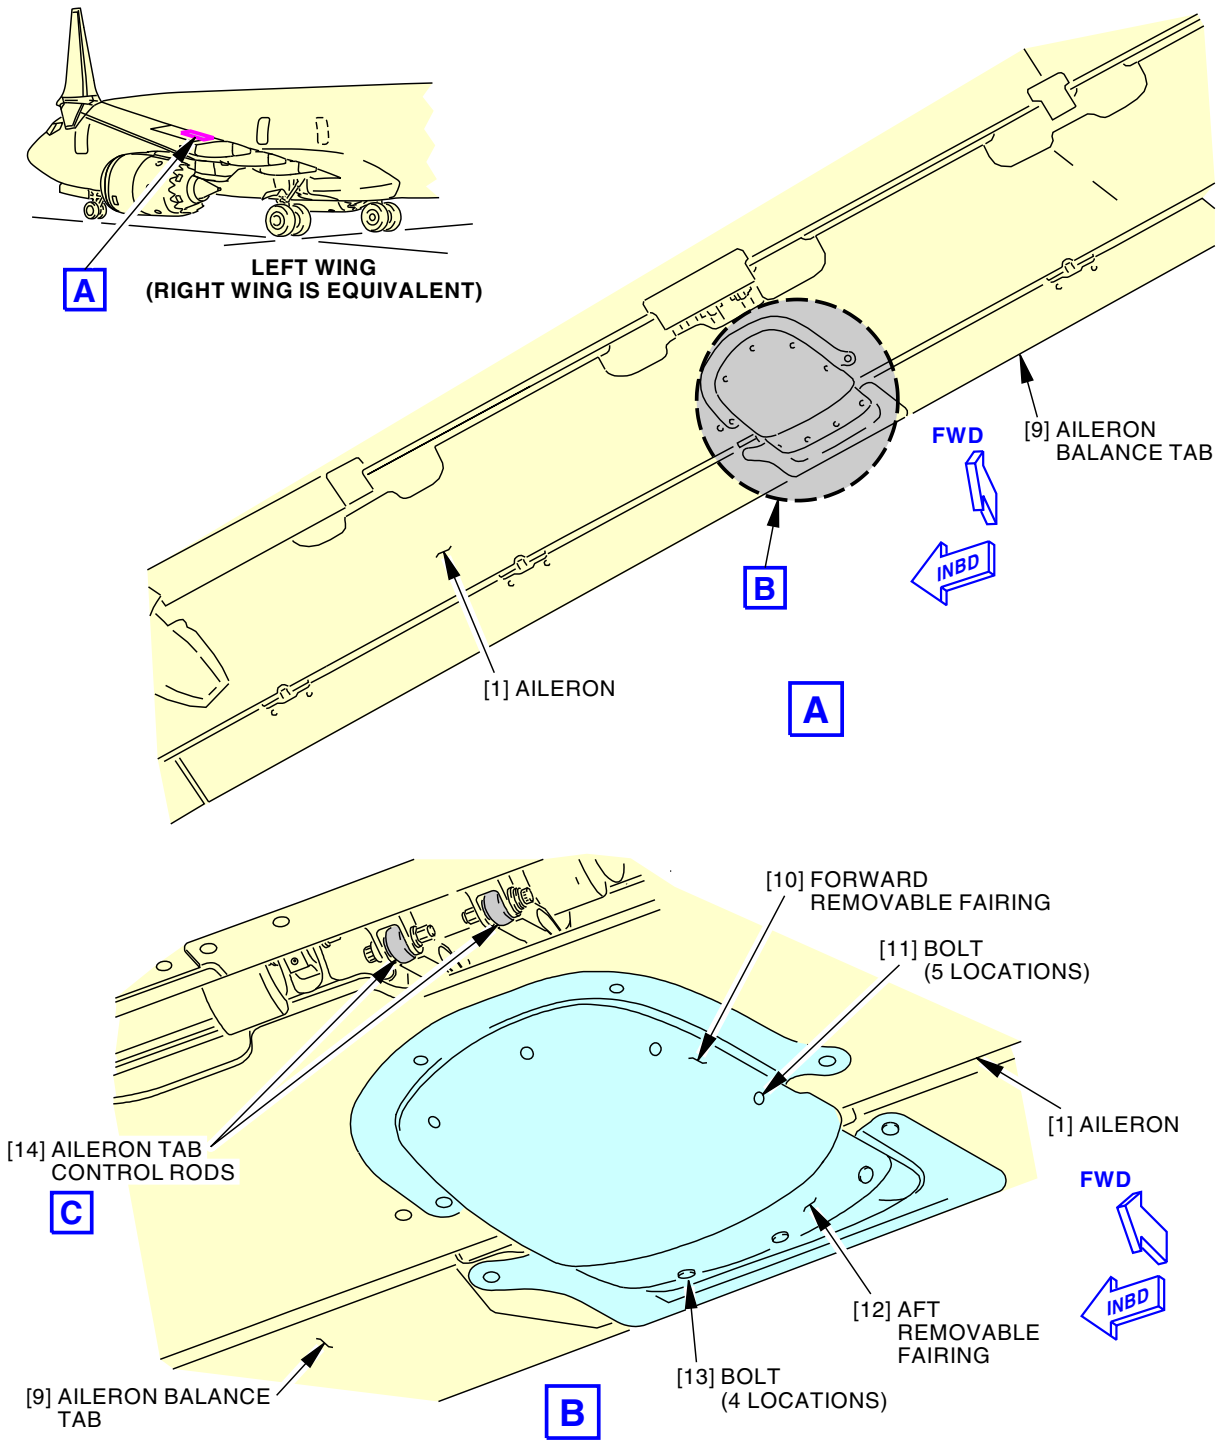 LEFT WING
(RIGHT WING IS EQUIVALENT)
A
[9] AILERON
BALANCE TAB
FWD
INBD
B
[1] AILERON
A
[10] FORWARD
REMOVABLE FAIRING
[11] BOLT
(5 LOCATIONS)
[1] AILERON
[14] AILERON TAB
CONTROL RODS
C
FWD
INBD
[12] AFT
REMOVABLE
FAIRING
[13] BOLT
(4 LOCATIONS)
[9] AILERON BALANCE
TAB
B